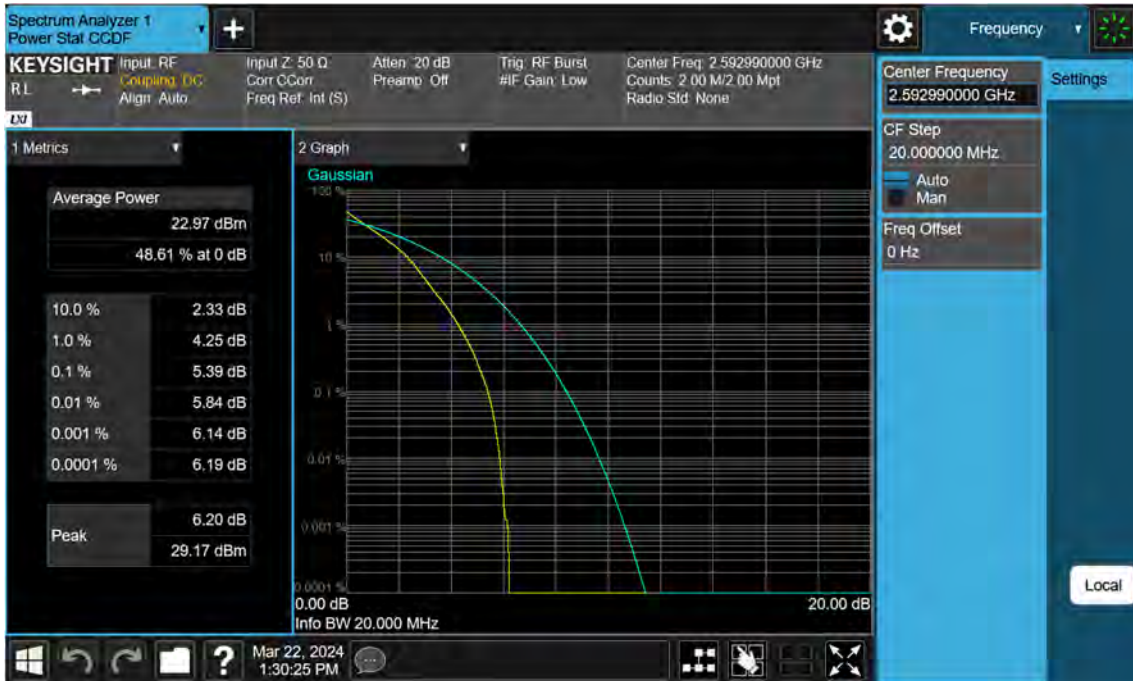 Spectrum Analyzer 1
Power Stat CCDF
Frequency
KEYSIGHT
R L
LXI
Input: RF
Coupling: DC
Align: Auto
Input Z: 50 Ω
Corr CCorr
Freq Ref: Int (S)
Atten: 20 dB
Preamp: Off
Trig: RF Burst
#IF Gain: Low
Center Freq: 2.592990000 GHz
Counts: 2.00 M/2.00 Mpt
Radio Std: None
Center Frequency
2.592990000 GHz
Settings
CF Step
20.000000 MHz
Auto
Man
Freq Offset
0 Hz
Local
1 Metrics
Average Power
22.97 dBm
48.61 % at 0 dB
10.0 % 2.33 dB
1.0 % 4.25 dB
0.1 % 5.39 dB
0.01 % 5.84 dB
0.001 % 6.14 dB
0.0001 % 6.19 dB
Peak
6.20 dB
29.17 dBm
2 Graph
Gaussian
100 %
10 %
1 %
0.1 %
0.01 %
0.001 %
0.0001 %
0.00 dB 20.00 dB
Info BW 20.000 MHz
?
Mar 22, 2024
1:30:25 PM